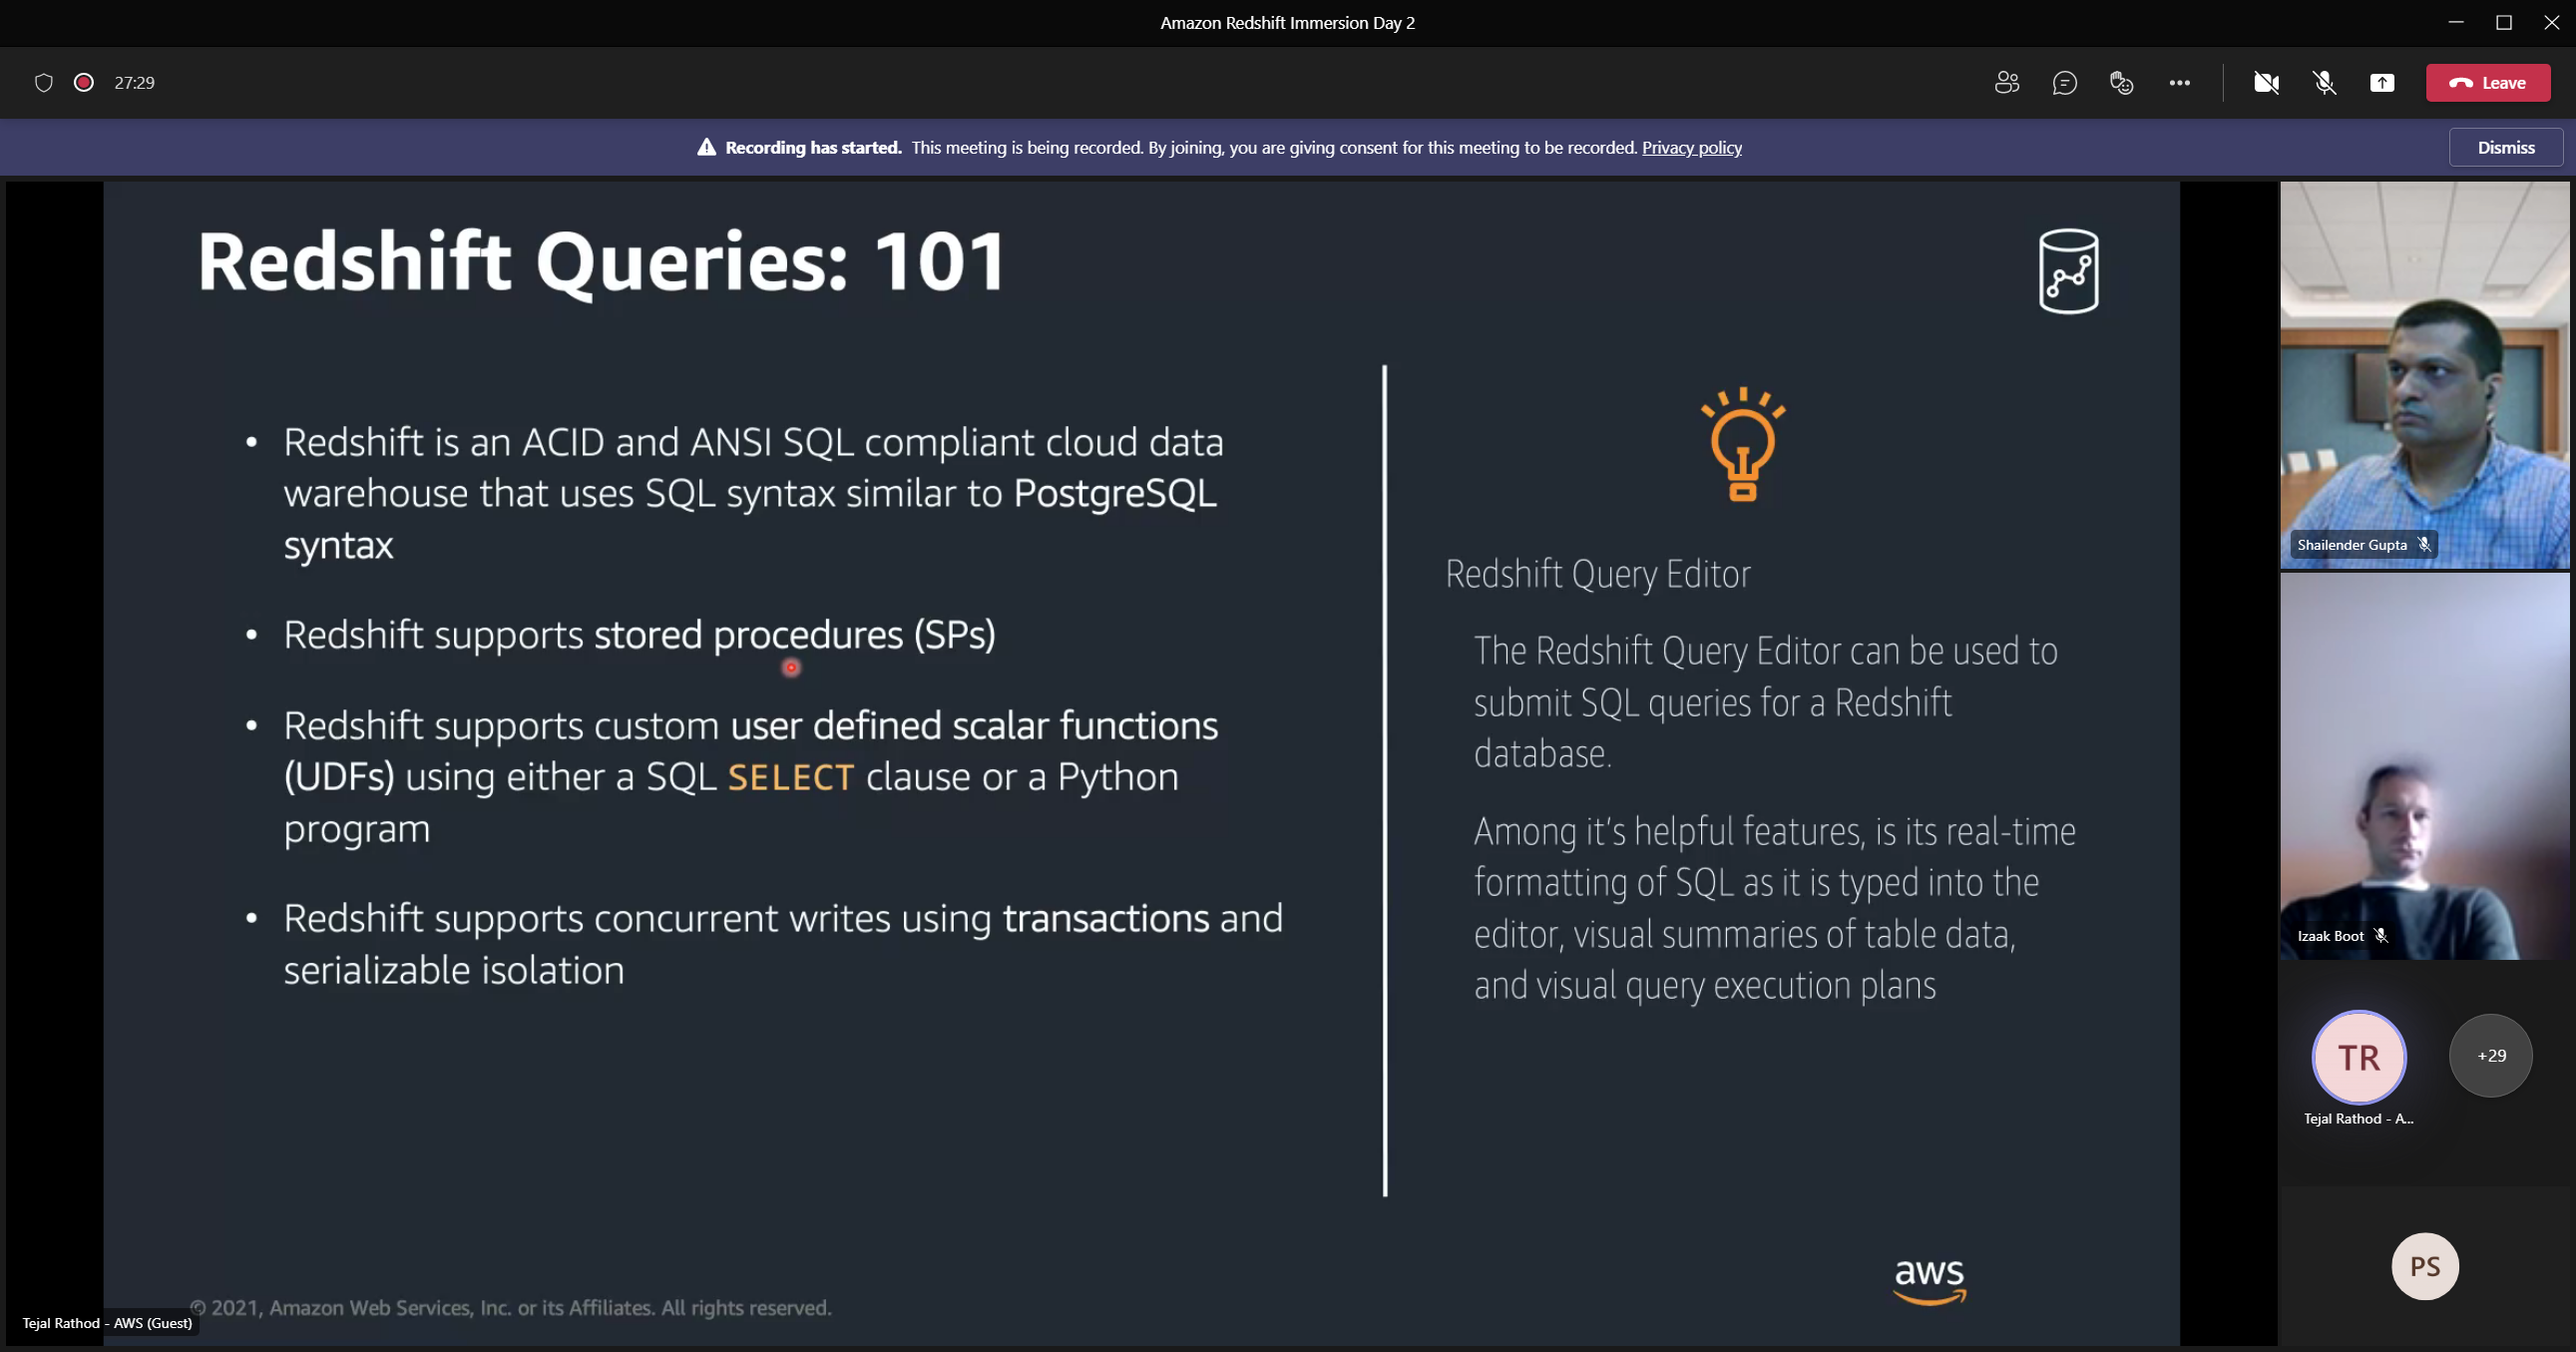 Amazon Redshift Immersion Day 2
27:29
Leave
Recording has started. This meeting is being recorded. By joining, you are giving consent for this meeting to be recorded. Privacy policy
Dismiss
Redshift Queries: 101
• Redshift is an ACID and ANSI SQL compliant cloud data
warehouse that uses SQL syntax similar to PostgreSQL
syntax
• Redshift supports stored procedures (SPs)
• Redshift supports custom user defined scalar functions
(UDFs) using either a SQL SELECT clause or a Python
program
• Redshift supports concurrent writes using transactions and
serializable isolation
Redshift Query Editor
The Redshift Query Editor can be used to
submit SQL queries for a Redshift
database.
Among it's helpful features, is its real-time
formatting of SQL as it is typed into the
editor, visual summaries of table data,
and visual query execution plans
aws
© 2021, Amazon Web Services, Inc. or its Affiliates. All rights reserved.
Tejal Rathod - AWS (Guest)
Shailender Gupta
Izaak Boot
TR
+29
Tejal Rathod - A...
PS